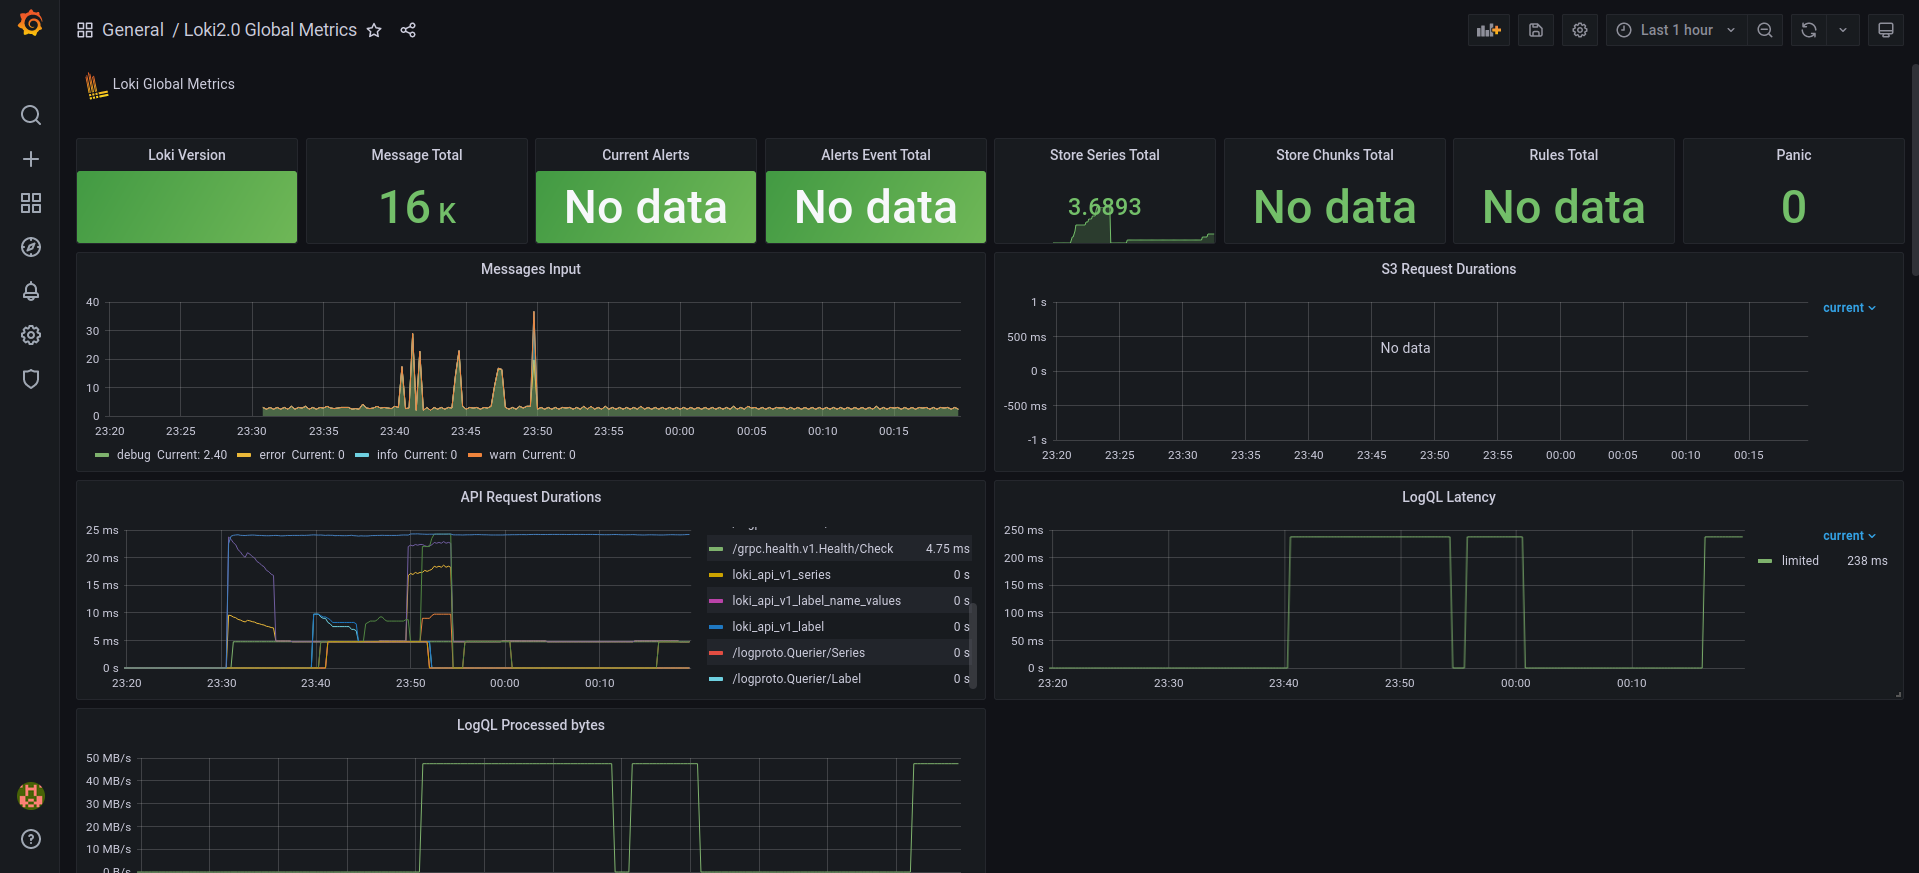 General / Loki2.0 Global Metrics
Last 1 hour
Loki Global Metrics
Loki Version
Message Total
16 K
Current Alerts
No data
Alerts Event Total
No data
Store Series Total
3.6893
Store Chunks Total
No data
Rules Total
No data
Panic
0
Messages Input
40
30
20
10
0
23:20 23:25 23:30 23:35 23:40 23:45 23:50 23:55 00:00 00:05 00:10 00:15
debug Current: 2.40 error Current: 0 info Current: 0 warn Current: 0
S3 Request Durations
current
1 s
500 ms
0 s
-500 ms
-1 s
No data
23:20 23:25 23:30 23:35 23:40 23:45 23:50 23:55 00:00 00:05 00:10 00:15
API Request Durations
25 ms
20 ms
15 ms
10 ms
5 ms
0 s
23:20 23:30 23:40 23:50 00:00 00:10
/grpc.health.v1.Health/Check 4.75 ms
loki_api_v1_series 0 s
loki_api_v1_label_name_values 0 s
loki_api_v1_label 0 s
/logproto.Querier/Series 0 s
/logproto.Querier/Label 0 s
LogQL Latency
250 ms
200 ms
150 ms
100 ms
50 ms
0 s
23:20 23:30 23:40 23:50 00:00 00:10
current
limited 238 ms
LogQL Processed bytes
50 MB/s
40 MB/s
30 MB/s
20 MB/s
10 MB/s
0 B/s